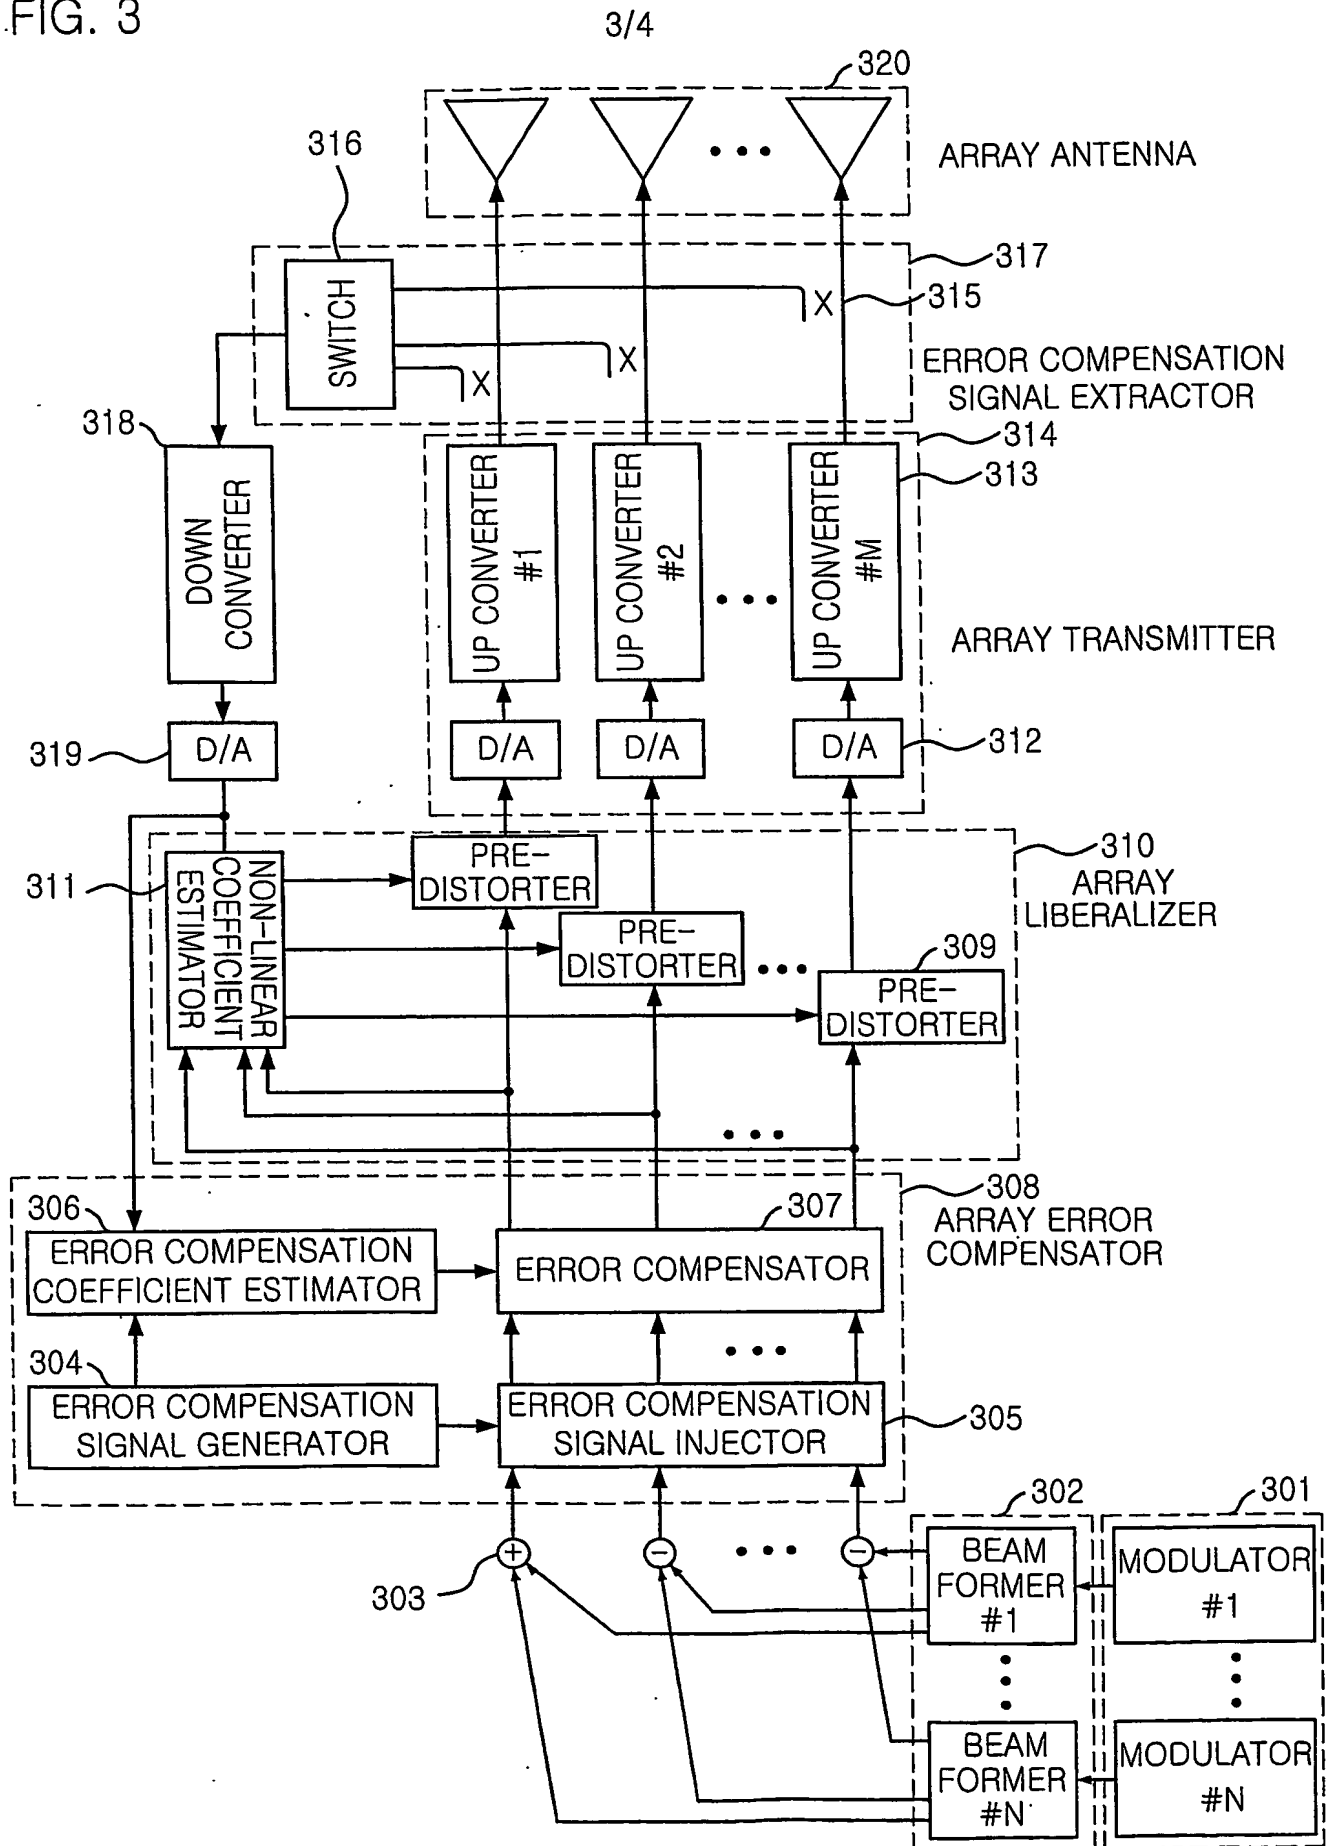 FIG. 3
3/4
320
316
ARRAY ANTENNA
317
SWITCH
X
315
X
X
ERROR COMPENSATION
SIGNAL EXTRACTOR
318
314
313
DOWN
CONVERTER
UP CONVERTER
#1
UP CONVERTER
#2
UP CONVERTER
#M
ARRAY TRANSMITTER
319
D/A
D/A
D/A
D/A
312
310
ARRAY
LIBERALIZER
311
NON-LINEAR
COEFFICIENT
ESTIMATOR
PRE-
DISTORTER
PRE-
DISTORTER
309
PRE-
DISTORTER
308
ARRAY ERROR
COMPENSATOR
306
307
ERROR COMPENSATION
COEFFICIENT ESTIMATOR
ERROR COMPENSATOR
304
ERROR COMPENSATION
SIGNAL GENERATOR
ERROR COMPENSATION
SIGNAL INJECTOR
305
302
301
303
+
−
−
BEAM
FORMER
#1
MODULATOR
#1
BEAM
FORMER
#N
MODULATOR
#N